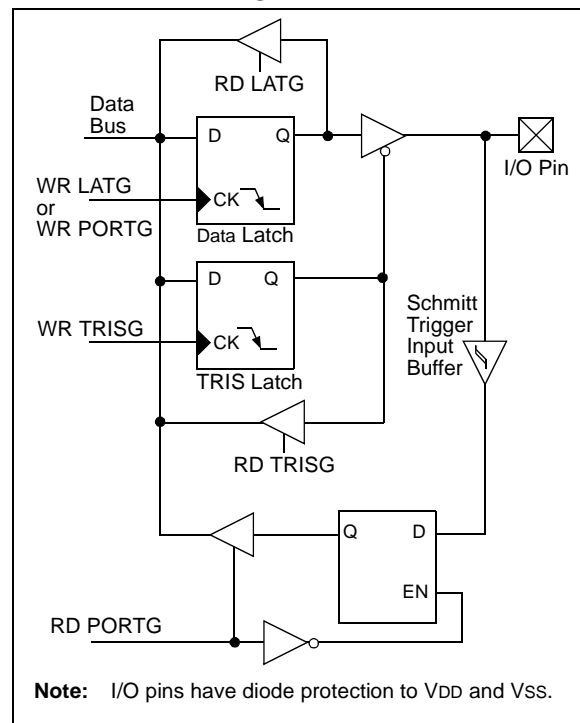 RD LATG
Data
Bus
D
Q
I/O Pin
WR LATG
or
WR PORTG
CK
Data Latch
D
Q
WR TRISG
CK
TRIS Latch
Schmitt
Trigger
Input
Buffer
RD TRISG
Q
D
EN
RD PORTG
Note: I/O pins have diode protection to VDD and VSS.